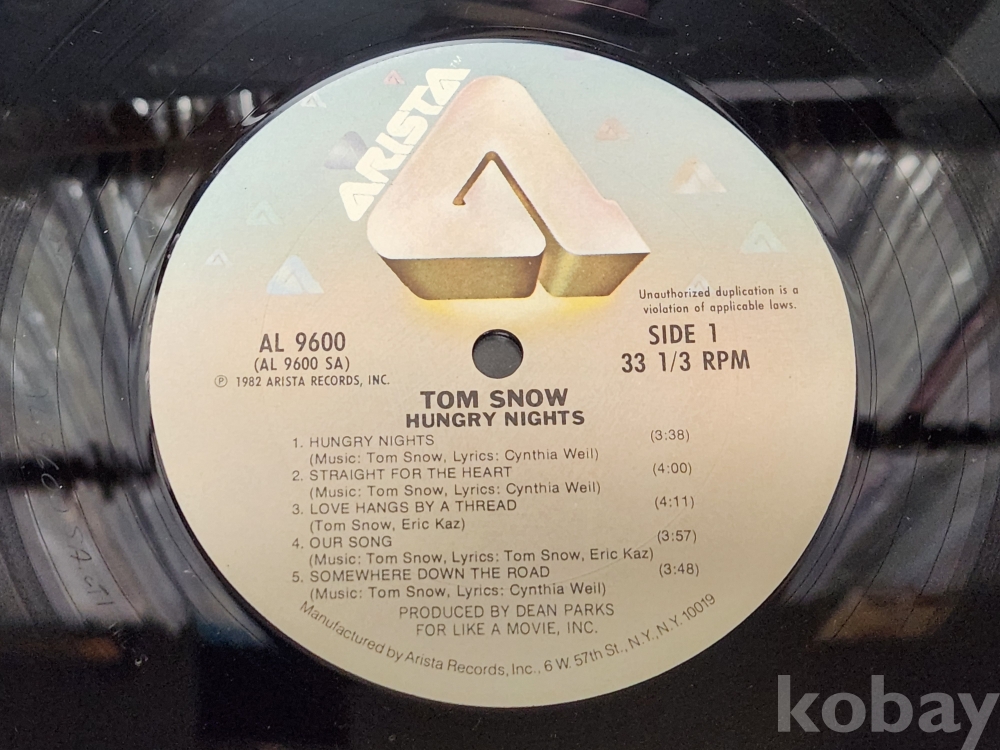 ARISTA™
Unauthorized duplication is a
violation of applicable laws.
AL 9600
(AL 9600 SA)
℗ 1982 ARISTA RECORDS, INC.
SIDE 1
33 1/3 RPM
TOM SNOW
HUNGRY NIGHTS
1. HUNGRY NIGHTS (3:38)
(Music: Tom Snow, Lyrics: Cynthia Weil)
2. STRAIGHT FOR THE HEART (4:00)
(Music: Tom Snow, Lyrics: Cynthia Weil)
3. LOVE HANGS BY A THREAD (4:11)
(Tom Snow, Eric Kaz)
4. OUR SONG (3:57)
(Music: Tom Snow, Lyrics: Tom Snow, Eric Kaz)
5. SOMEWHERE DOWN THE ROAD (3:48)
(Music: Tom Snow, Lyrics: Cynthia Weil)
PRODUCED BY DEAN PARKS
FOR LIKE A MOVIE, INC.
Manufactured by Arista Records, Inc., 6 W. 57th St., N.Y., N.Y. 10019
kobay